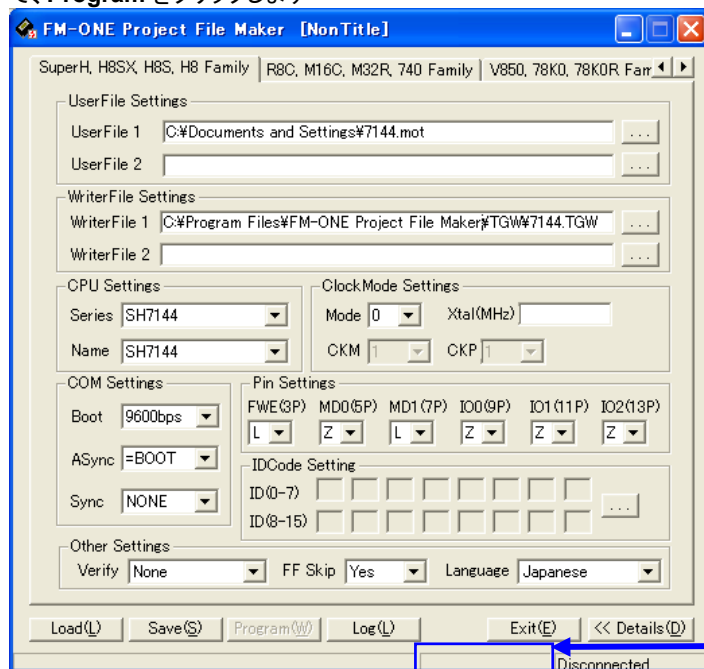 FM-ONE Project File Maker [NonTitle]
SuperH, H8SX, H8S, H8 Family R8C, M16C, M32R, 740 Family V850, 78K0, 78K0R Fam
UserFile Settings
UserFile 1 C:¥Documents and Settings¥7144.mot ...
UserFile 2 ...
WriterFile Settings
WriterFile 1 C:¥Program Files¥FM-ONE Project File Maker¥TGW¥7144.TGW ...
WriterFile 2 ...
CPU Settings ClockMode Settings
Series SH7144 Mode 0 Xtal(MHz)
Name SH7144 CKM 1 CKP 1
COM Settings Pin Settings
Boot 9600bps FWE(3P) MD0(5P) MD1(7P) IO0(9P) IO1(11P) IO2(13P)
L Z L Z Z Z
ASync =BOOT IDCode Setting
Sync NONE ID(0-7) ...
ID(8-15)
Other Settings
Verify None FF Skip Yes Language Japanese
Load(L) Save(S) Program(W) Log(L) Exit(E) << Details(D)
Disconnected